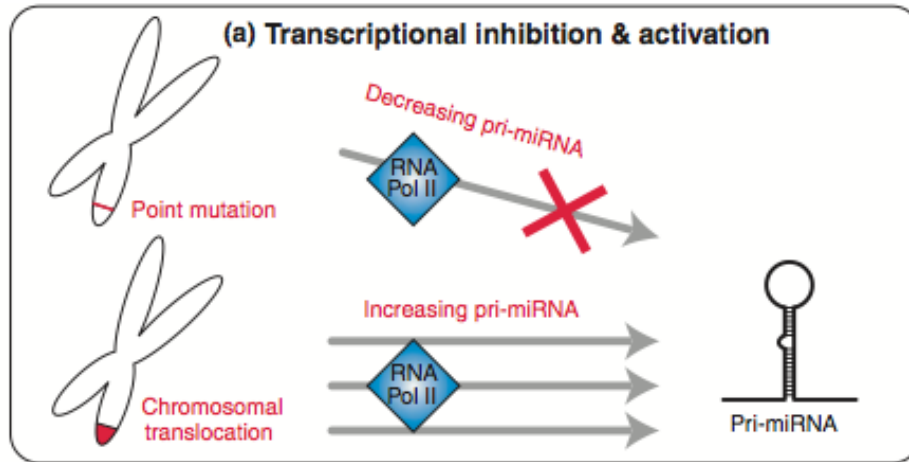 (a) Transcriptional inhibition & activation
Decreasing pri-miRNA
RNA
Pol II
Point mutation
Increasing pri-miRNA
RNA
Pol II
Chromosomal
translocation
Pri-miRNA